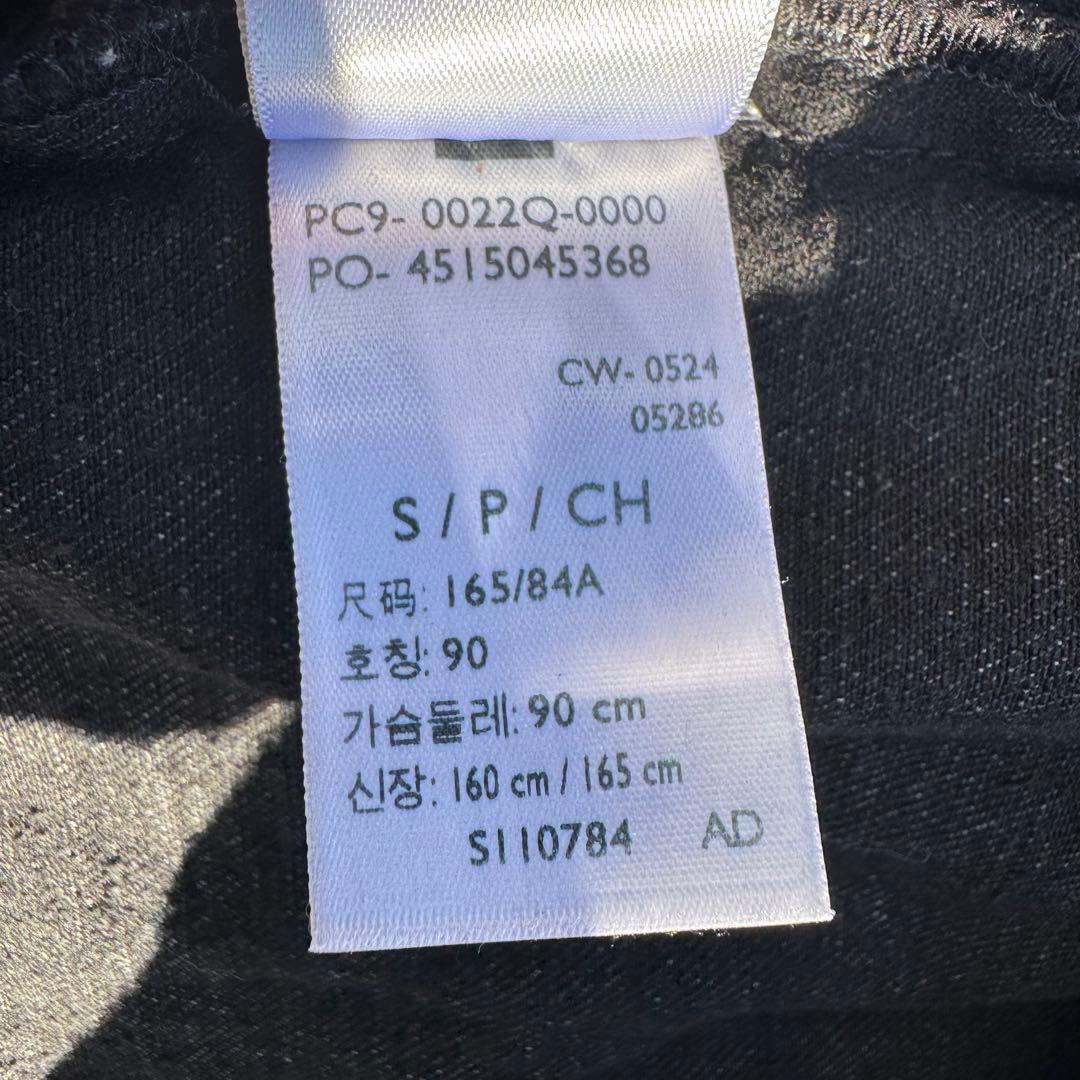 PC9- 0022Q-0000
PO- 4515045368
CW- 0524
05286
S / P / CH
尺码: 165/84A
호칭: 90
가슴둘레: 90 cm
신장: 160 cm / 165 cm
S110784 AD